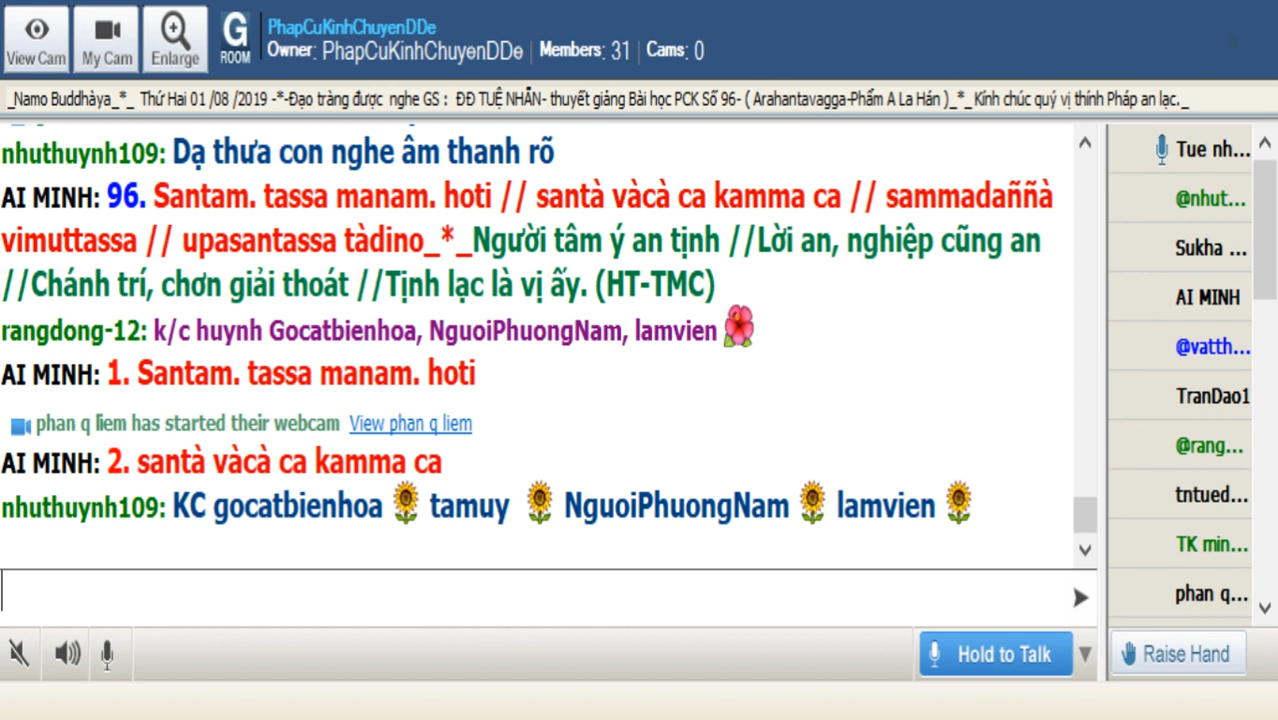 View Cam
My Cam
Enlarge
G
ROOM
PhapCuKinhChuyenDDe
Owner: PhapCuKinhChuyenDDe | Members: 31 | Cams: 0
_Namo Buddhàya_*_ Thứ Hai 01 /08 /2019 -*-Đạo tràng được nghe GS : ĐĐ TUỆ NHẪN- thuyết giảng Bài học PCK Số 96- ( Arahantavagga-Phẩm A La Hán )_*_ Kính chúc quý vị thính Pháp an lạc._
nhuthuynh109: Dạ thưa con nghe âm thanh rõ
AI MINH: 96. Santam. tassa manam. hoti // santà vàcà ca kamma ca // sammadaññà
vimuttassa // upasantassa tàdino_*_Người tâm ý an tịnh //Lời an, nghiệp cũng an
//Chánh trí, chơn giải thoát //Tịnh lạc là vị ấy. (HT-TMC)
rangdong-12: k/c huynh Gocatbienhoa, NguoiPhuongNam, lamvien
AI MINH: 1. Santam. tassa manam. hoti
phan q liem has started their webcam View phan q liem
AI MINH: 2. santà vàcà ca kamma ca
nhuthuynh109: KC gocatbienhoa tamuy NguoiPhuongNam lamvien
Tue nh...
@nhut...
Sukha ...
AI MINH
@vatth...
TranDao1
@rang...
tntued...
TK min...
phan q...
Hold to Talk
Raise Hand